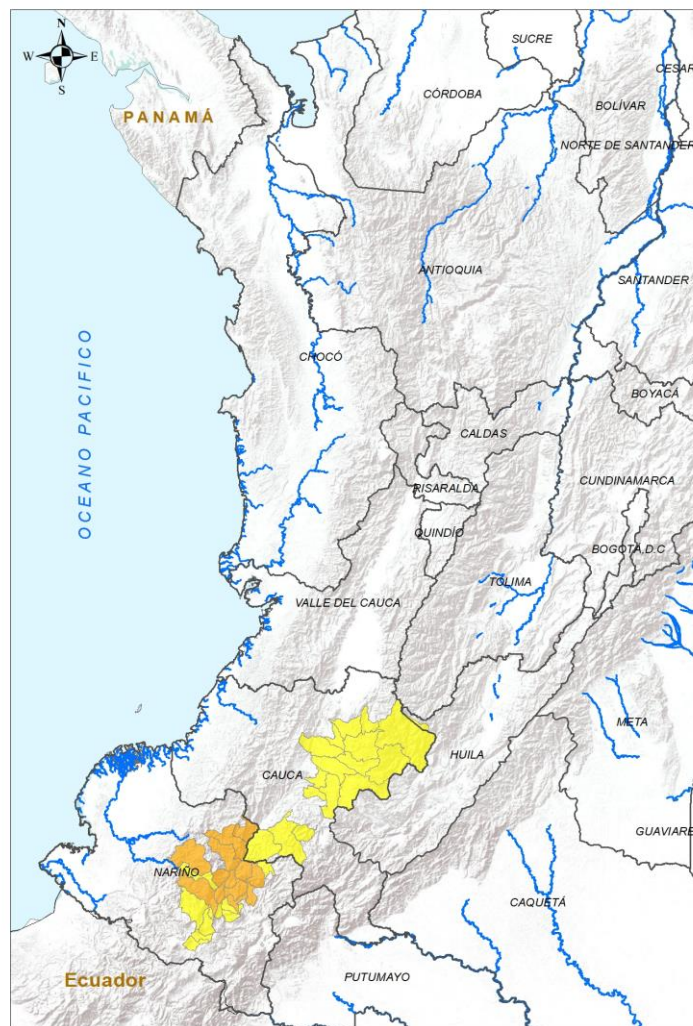 N
W E
S
SUCRE
CESAR
CÓRDOBA
BOLÍVAR
PANAMÁ
NORTE DE SANTANDER
ANTIOQUIA
SANTANDER
OCEANO PACIFICO
CHOCÓ
BOYACÁ
CALDAS
CUNDINAMARCA
RISARALDA
QUINDÍO
BOGOTÁ,D.C
TOLIMA
VALLE DEL CAUCA
META
HUILA
CAUCA
GUAVIARE
NARIÑO
CAQUETÁ
Ecuador
PUTUMAYO